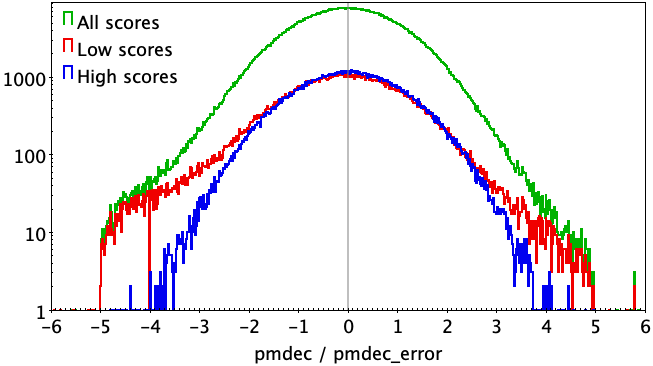 All scores
Low scores
High scores
1000
100
10
1
−6 −5 −4 −3 −2 −1 0 1 2 3 4 5 6
pmdec / pmdec_error